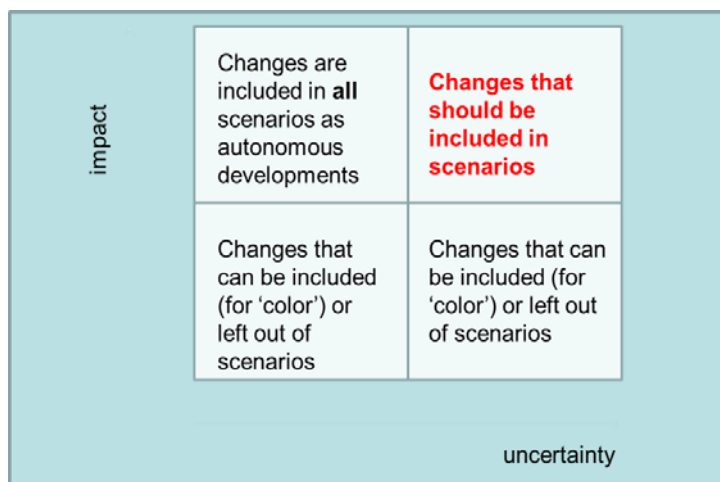 impact
Changes are
included in all
scenarios as
autonomous
developments
Changes that
should be
included in
scenarios
Changes that
can be included
(for ‘color’) or
left out of
scenarios
Changes that can
be included (for
‘color’) or left out
of scenarios
uncertainty